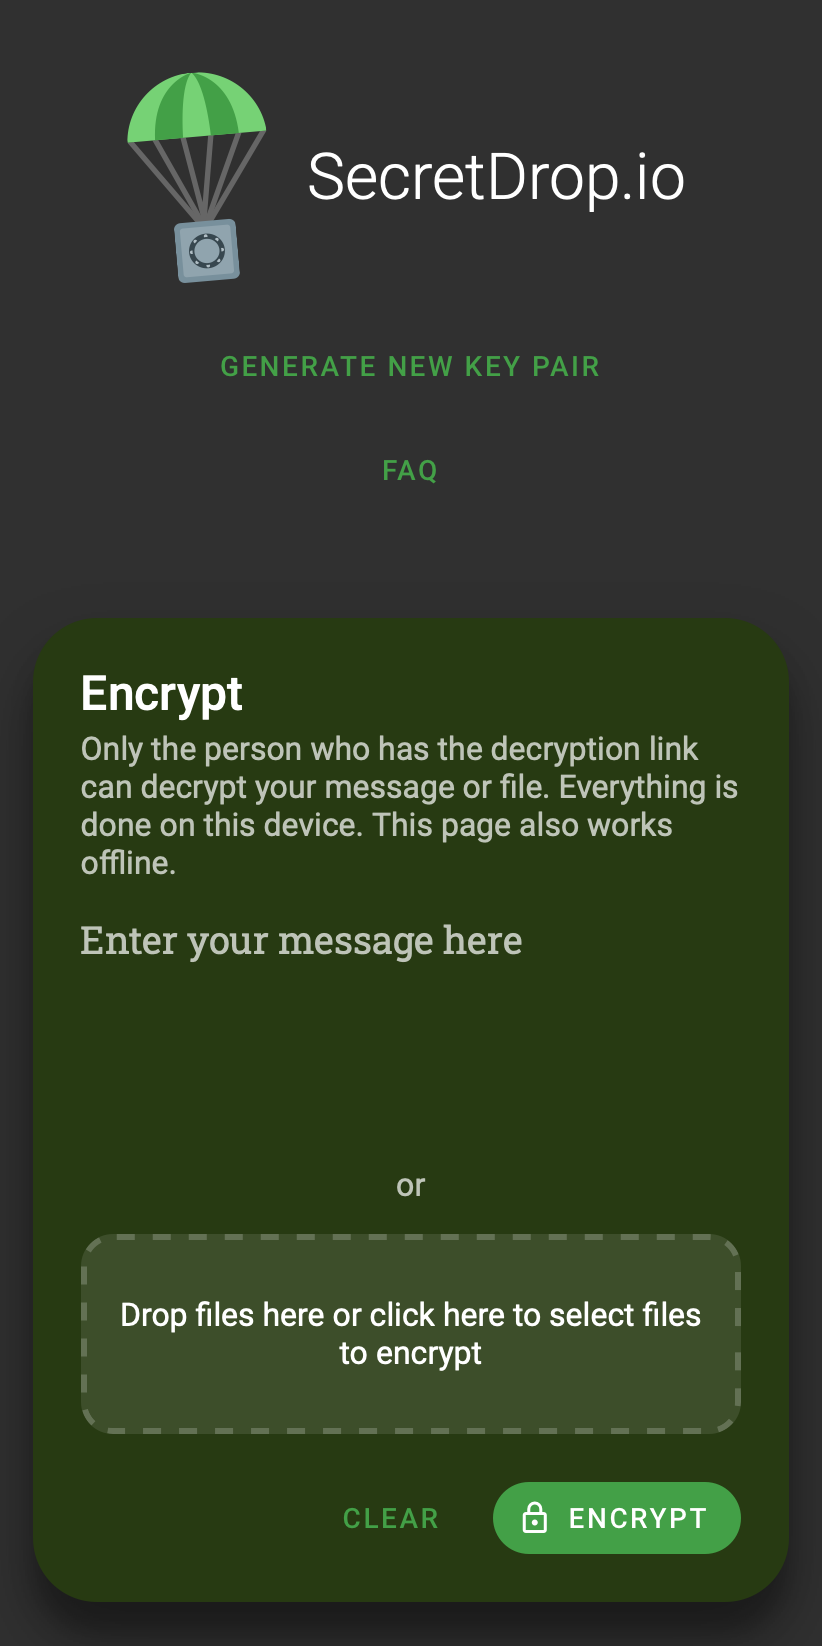 SecretDrop.io
GENERATE NEW KEY PAIR
FAQ
Encrypt
Only the person who has the decryption link
can decrypt your message or file. Everything is
done on this device. This page also works
offline.
Enter your message here
or
Drop files here or click here to select files
to encrypt
CLEAR
ENCRYPT